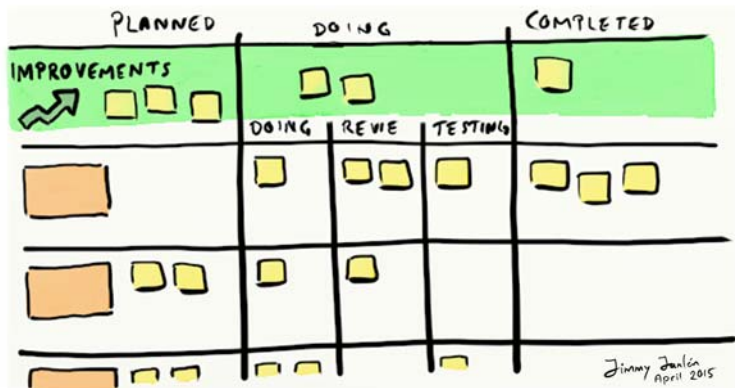 PLANNED DOING COMPLETED
IMPROVEMENTS
DOING REVIE TESTING
Jimmy Janlén
April 2015